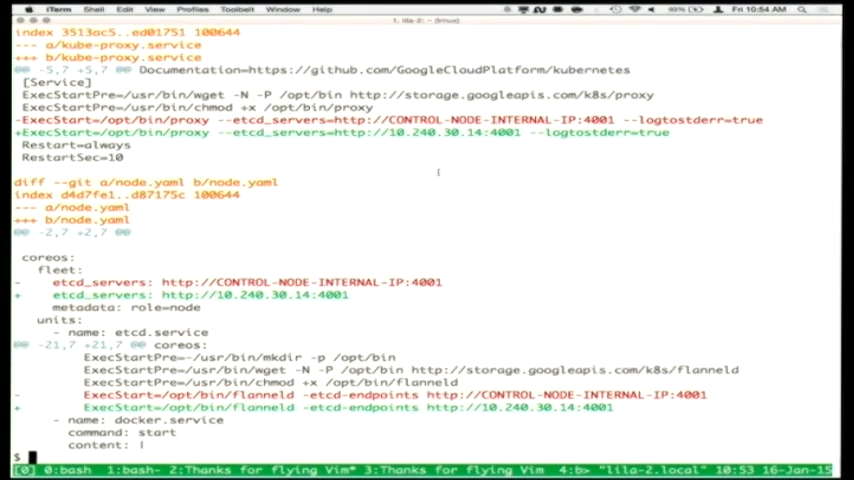 iTerm Shell Edit View Profiles Toolbelt Window Help 93% Fri 10:54 AM
1. lila-2: ~ (tmux)
index 3513ac5..ed01751 100644
--- a/kube-proxy.service
+++ b/kube-proxy.service
@@ -5,7 +5,7 @@ Documentation=https://github.com/GoogleCloudPlatform/kubernetes
[Service]
ExecStartPre=/usr/bin/wget -N -P /opt/bin http://storage.googleapis.com/k8s/proxy
ExecStartPre=/usr/bin/chmod +x /opt/bin/proxy
-ExecStart=/opt/bin/proxy --etcd_servers=http://CONTROL-NODE-INTERNAL-IP:4001 --logtostderr=true
+ExecStart=/opt/bin/proxy --etcd_servers=http://10.240.30.14:4001 --logtostderr=true
Restart=always
RestartSec=10
diff --git a/node.yaml b/node.yaml
index d4d7fe1..d87175c 100644
--- a/node.yaml
+++ b/node.yaml
@@ -2,7 +2,7 @@
coreos:
fleet:
- etcd_servers: http://CONTROL-NODE-INTERNAL-IP:4001
+ etcd_servers: http://10.240.30.14:4001
metadata: role=node
units:
- name: etcd.service
@@ -21,7 +21,7 @@ coreos:
ExecStartPre=-/usr/bin/mkdir -p /opt/bin
ExecStartPre=/usr/bin/wget -N -P /opt/bin http://storage.googleapis.com/k8s/flanneld
ExecStartPre=/usr/bin/chmod +x /opt/bin/flanneld
- ExecStart=/opt/bin/flanneld -etcd-endpoints http://CONTROL-NODE-INTERNAL-IP:4001
+ ExecStart=/opt/bin/flanneld -etcd-endpoints http://10.240.30.14:4001
- name: docker.service
command: start
content: |
$
[0] 0:bash 1:bash- 2:Thanks for flying Vim* 3:Thanks for flying Vim 4:b> "lila-2.local" 10:53 16-Jan-15